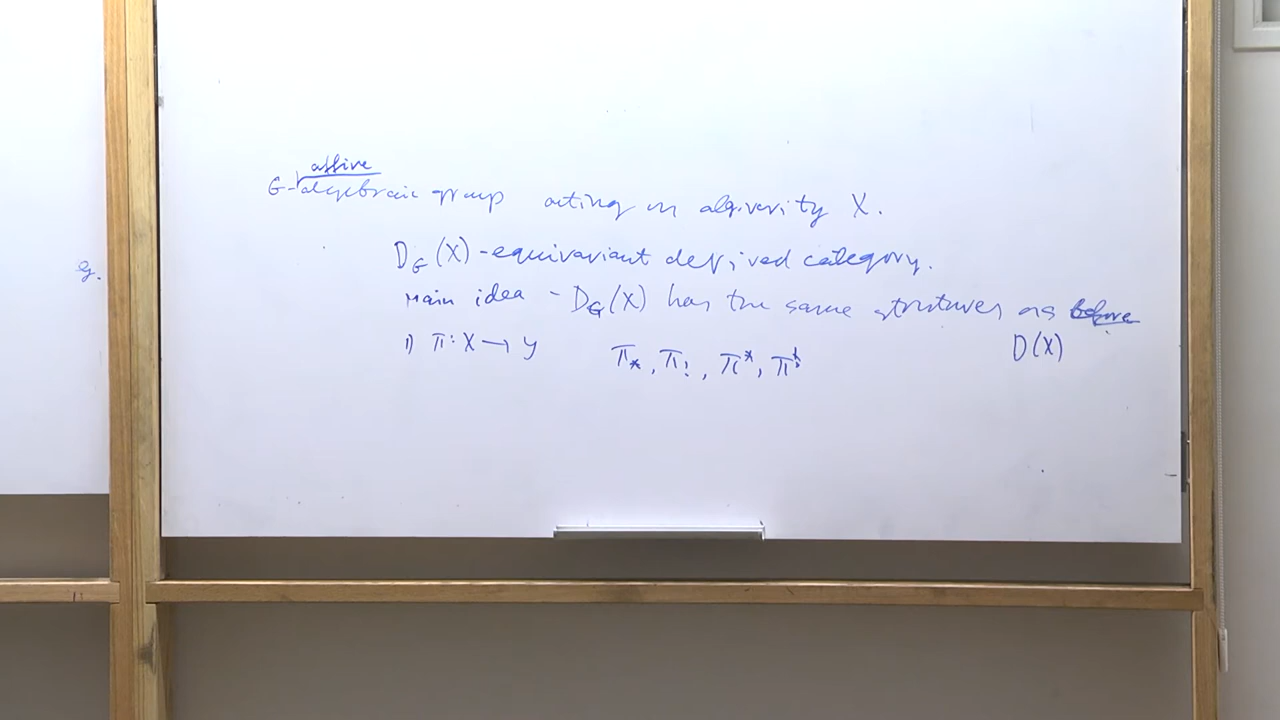 affine
G-algebraic group acting on alg. variety X.
D_G(X) - equivariant derived category.
Main idea - D_G(X) has the same structures as before
D(X)
1) π: X → Y π_*, π_!, π^*, π^!